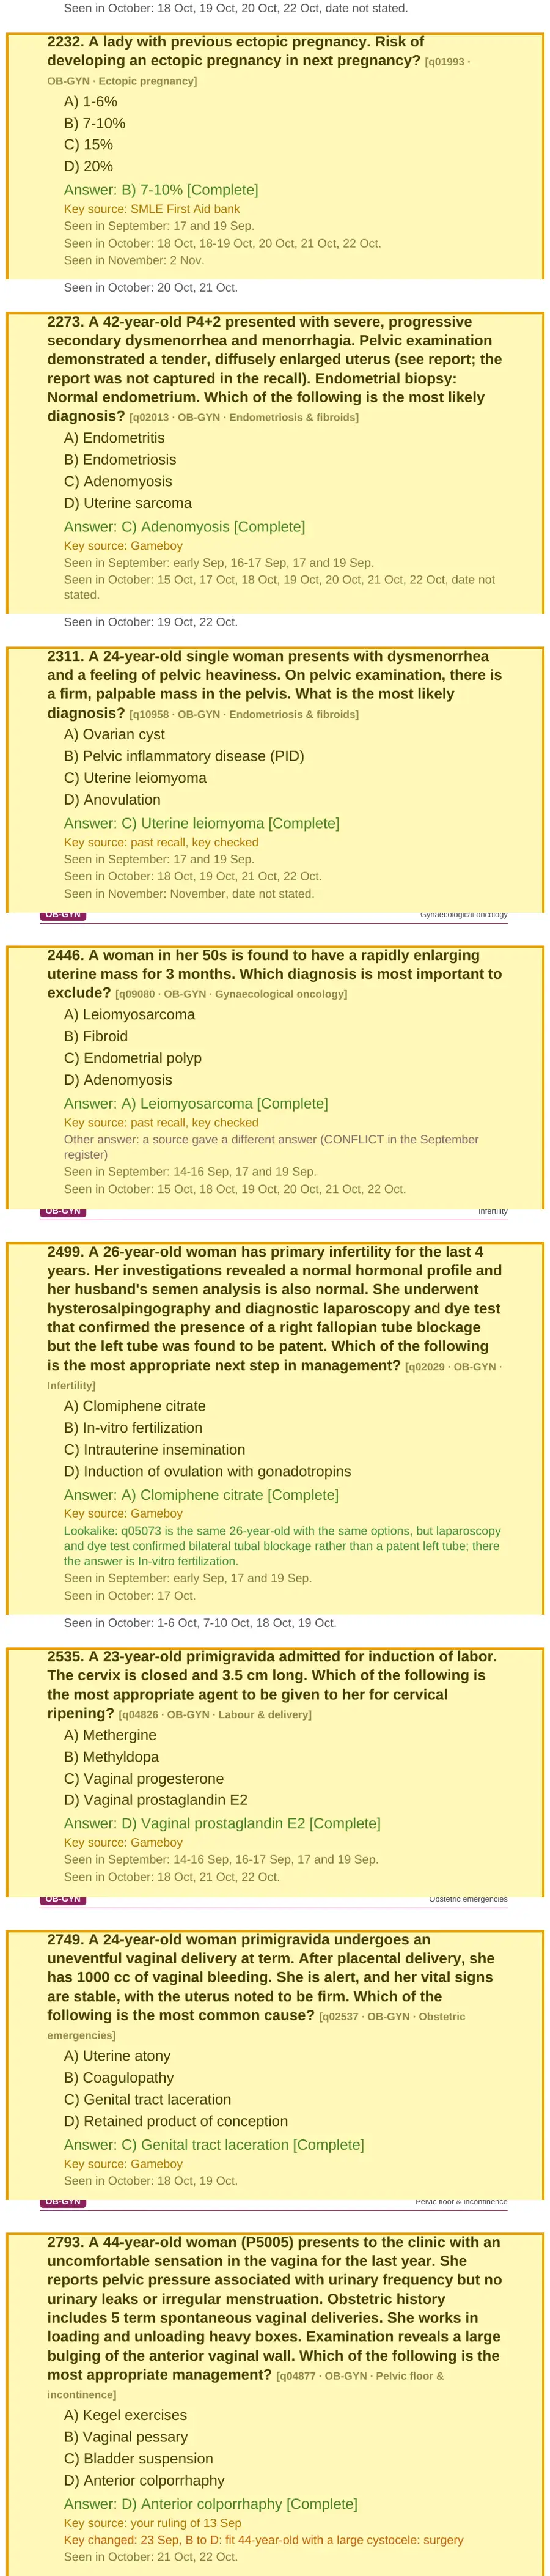 Seen in October: 18 Oct, 19 Oct, 20 Oct, 22 Oct, date not stated.
2232. A lady with previous ectopic pregnancy. Risk of
developing an ectopic pregnancy in next pregnancy? [q01993 ·
OB-GYN · Ectopic pregnancy]
A) 1-6%
B) 7-10%
C) 15%
D) 20%
Answer: B) 7-10% [Complete]
Key source: SMLE First Aid bank
Seen in September: 17 and 19 Sep.
Seen in October: 18 Oct, 18-19 Oct, 20 Oct, 21 Oct, 22 Oct.
Seen in November: 2 Nov.
Seen in October: 20 Oct, 21 Oct.
2273. A 42-year-old P4+2 presented with severe, progressive
secondary dysmenorrhea and menorrhagia. Pelvic examination
demonstrated a tender, diffusely enlarged uterus (see report; the
report was not captured in the recall). Endometrial biopsy:
Normal endometrium. Which of the following is the most likely
diagnosis? [q02013 · OB-GYN · Endometriosis & fibroids]
A) Endometritis
B) Endometriosis
C) Adenomyosis
D) Uterine sarcoma
Answer: C) Adenomyosis [Complete]
Key source: Gameboy
Seen in September: early Sep, 16-17 Sep, 17 and 19 Sep.
Seen in October: 15 Oct, 17 Oct, 18 Oct, 19 Oct, 20 Oct, 21 Oct, 22 Oct, date not
stated.
Seen in October: 19 Oct, 22 Oct.
2311. A 24-year-old single woman presents with dysmenorrhea
and a feeling of pelvic heaviness. On pelvic examination, there is
a firm, palpable mass in the pelvis. What is the most likely
diagnosis? [q10958 · OB-GYN · Endometriosis & fibroids]
A) Ovarian cyst
B) Pelvic inflammatory disease (PID)
C) Uterine leiomyoma
D) Anovulation
Answer: C) Uterine leiomyoma [Complete]
Key source: past recall, key checked
Seen in September: 17 and 19 Sep.
Seen in October: 18 Oct, 19 Oct, 21 Oct, 22 Oct.
Seen in November: November, date not stated.
OB-GYN Gynaecological oncology
2446. A woman in her 50s is found to have a rapidly enlarging
uterine mass for 3 months. Which diagnosis is most important to
exclude? [q09080 · OB-GYN · Gynaecological oncology]
A) Leiomyosarcoma
B) Fibroid
C) Endometrial polyp
D) Adenomyosis
Answer: A) Leiomyosarcoma [Complete]
Key source: past recall, key checked
Other answer: a source gave a different answer (CONFLICT in the September
register)
Seen in September: 14-16 Sep, 17 and 19 Sep.
Seen in October: 15 Oct, 18 Oct, 19 Oct, 20 Oct, 21 Oct, 22 Oct.
OB-GYN Infertility
2499. A 26-year-old woman has primary infertility for the last 4
years. Her investigations revealed a normal hormonal profile and
her husband's semen analysis is also normal. She underwent
hysterosalpingography and diagnostic laparoscopy and dye test
that confirmed the presence of a right fallopian tube blockage
but the left tube was found to be patent. Which of the following
is the most appropriate next step in management? [q02029 · OB-GYN ·
Infertility]
A) Clomiphene citrate
B) In-vitro fertilization
C) Intrauterine insemination
D) Induction of ovulation with gonadotropins
Answer: A) Clomiphene citrate [Complete]
Key source: Gameboy
Lookalike: q05073 is the same 26-year-old with the same options, but laparoscopy
and dye test confirmed bilateral tubal blockage rather than a patent left tube; there
the answer is In-vitro fertilization.
Seen in September: early Sep, 17 and 19 Sep.
Seen in October: 17 Oct.
Seen in October: 1-6 Oct, 7-10 Oct, 18 Oct, 19 Oct.
2535. A 23-year-old primigravida admitted for induction of labor.
The cervix is closed and 3.5 cm long. Which of the following is
the most appropriate agent to be given to her for cervical
ripening? [q04826 · OB-GYN · Labour & delivery]
A) Methergine
B) Methyldopa
C) Vaginal progesterone
D) Vaginal prostaglandin E2
Answer: D) Vaginal prostaglandin E2 [Complete]
Key source: Gameboy
Seen in September: 14-16 Sep, 16-17 Sep, 17 and 19 Sep.
Seen in October: 18 Oct, 21 Oct, 22 Oct.
OB-GYN Obstetric emergencies
2749. A 24-year-old woman primigravida undergoes an
uneventful vaginal delivery at term. After placental delivery, she
has 1000 cc of vaginal bleeding. She is alert, and her vital signs
are stable, with the uterus noted to be firm. Which of the
following is the most common cause? [q02537 · OB-GYN · Obstetric
emergencies]
A) Uterine atony
B) Coagulopathy
C) Genital tract laceration
D) Retained product of conception
Answer: C) Genital tract laceration [Complete]
Key source: Gameboy
Seen in October: 18 Oct, 19 Oct.
OB-GYN Pelvic floor & incontinence
2793. A 44-year-old woman (P5005) presents to the clinic with an
uncomfortable sensation in the vagina for the last year. She
reports pelvic pressure associated with urinary frequency but no
urinary leaks or irregular menstruation. Obstetric history
includes 5 term spontaneous vaginal deliveries. She works in
loading and unloading heavy boxes. Examination reveals a large
bulging of the anterior vaginal wall. Which of the following is the
most appropriate management? [q04877 · OB-GYN · Pelvic floor &
incontinence]
A) Kegel exercises
B) Vaginal pessary
C) Bladder suspension
D) Anterior colporrhaphy
Answer: D) Anterior colporrhaphy [Complete]
Key source: your ruling of 13 Sep
Key changed: 23 Sep, B to D: fit 44-year-old with a large cystocele: surgery
Seen in October: 21 Oct, 22 Oct.